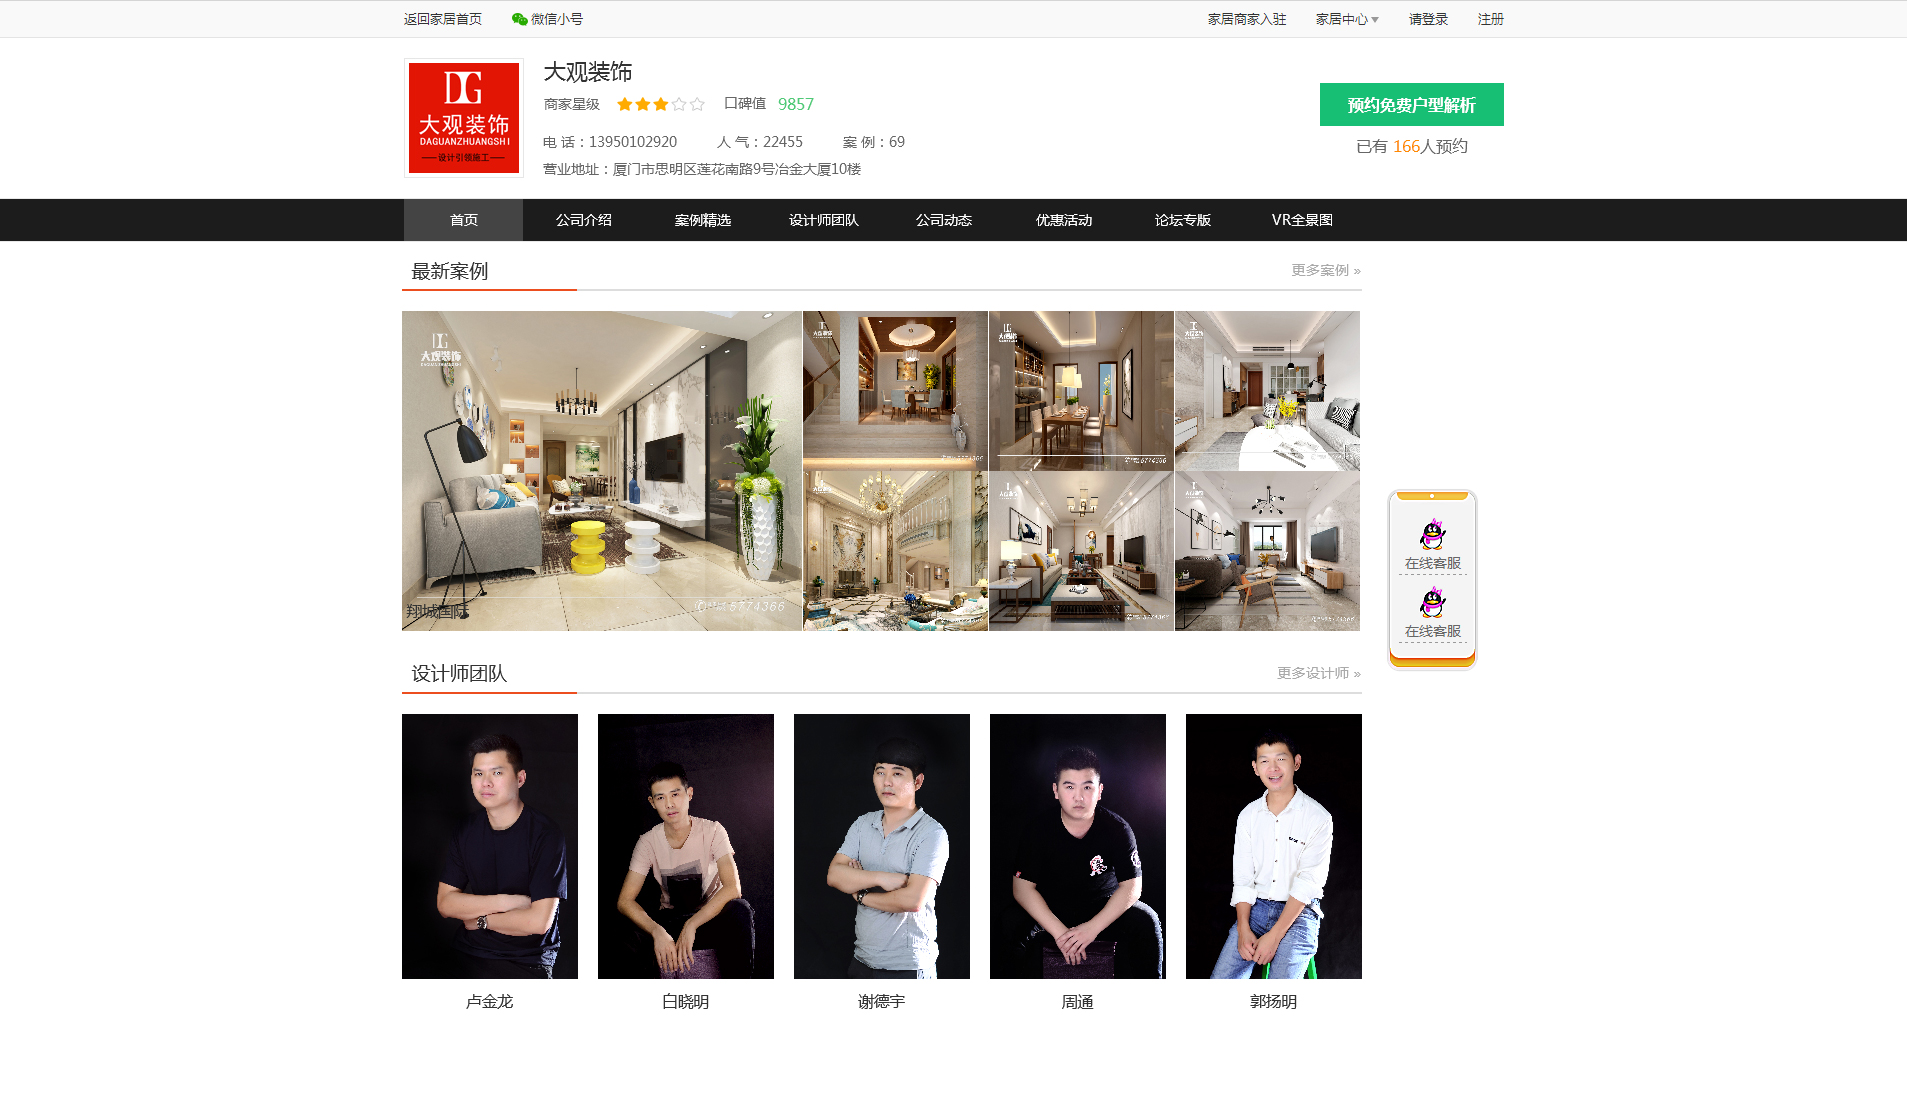 返回家居首页 微信小号 家居商家入驻 家居中心 请登录 注册
DG
大观装饰
DAGUANZHUANGSHI
设计引领施工
大观装饰
商家星级 口碑值 9857
电 话：13950102920 人 气：22455 案 例：69
营业地址：厦门市思明区莲花南路9号冶金大厦10楼
预约免费户型解析
已有 166人预约
首页 公司介绍 案例精选 设计师团队 公司动态 优惠活动 论坛专版 VR全景图
最新案例 更多案例 »
DG
大观装饰
翔城国际
在线客服
在线客服
设计师团队 更多设计师 »
卢金龙 白晓明 谢德宇 周通 郭扬明